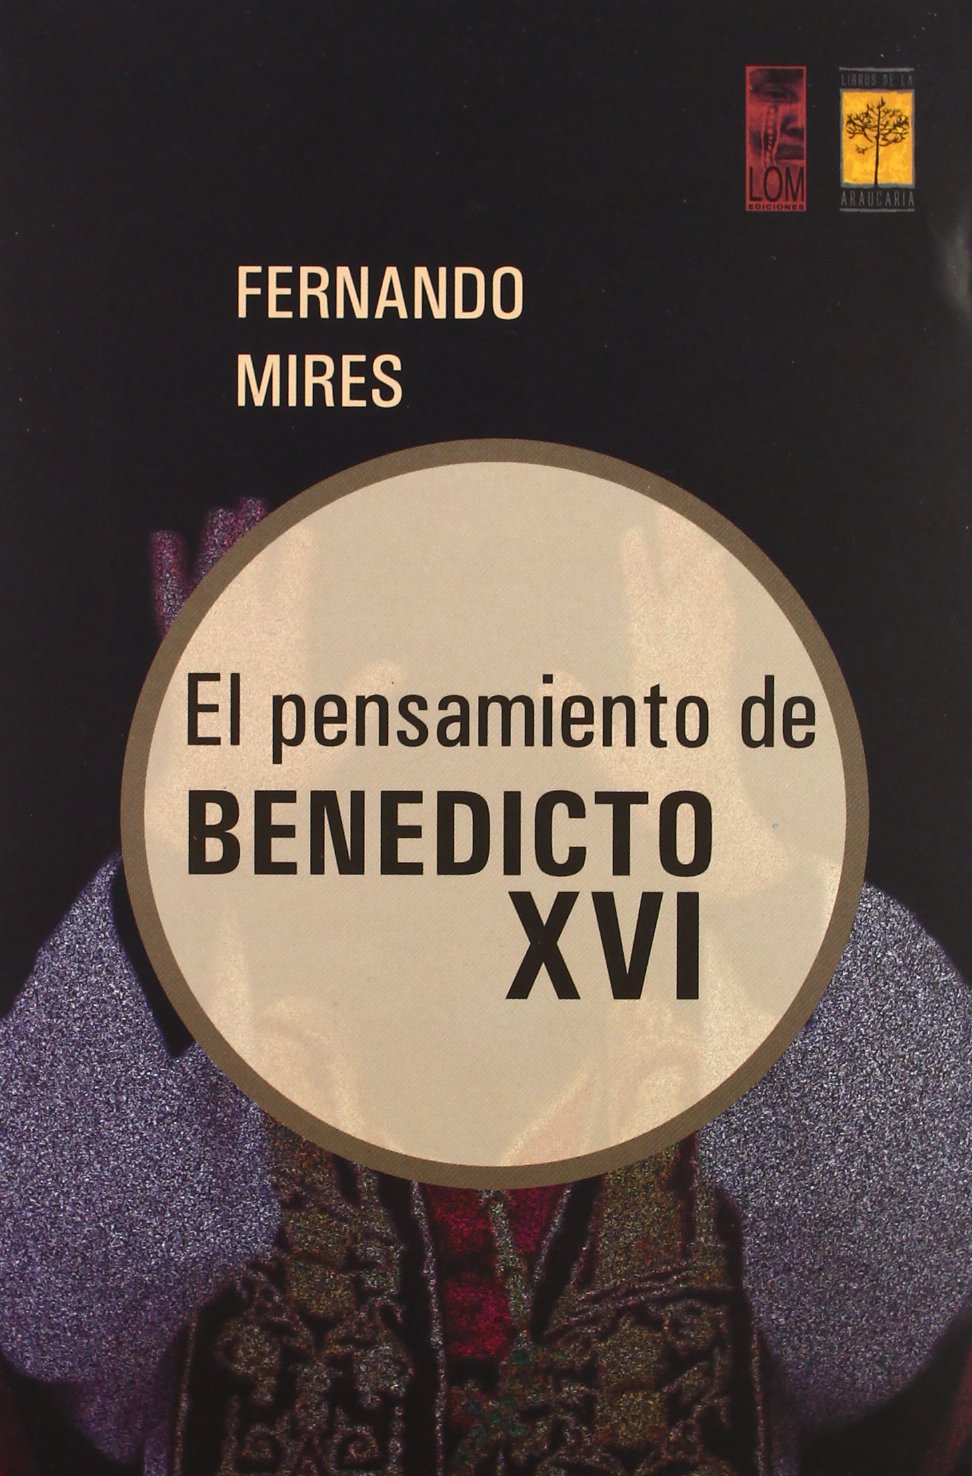 LOM
EDICIONES
LIBROS DE LA
ARAUCARIA
FERNANDO
MIRES
El pensamiento de
BENEDICTO
XVI